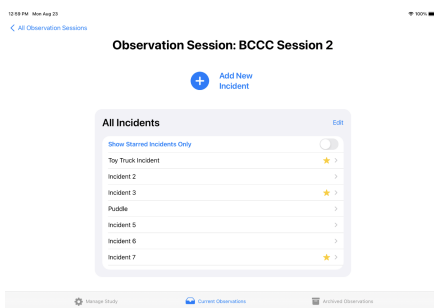 12:59 PM Mon Aug 23
100%
All Observation Sessions
Observation Session: BCCC Session 2
Add New
Incident
All Incidents
Edit
Show Starred Incidents Only
Toy Truck Incident
Incident 2
Incident 3
Puddle
Incident 5
Incident 6
Incident 7
Manage Study
Current Observations
Archived Observations